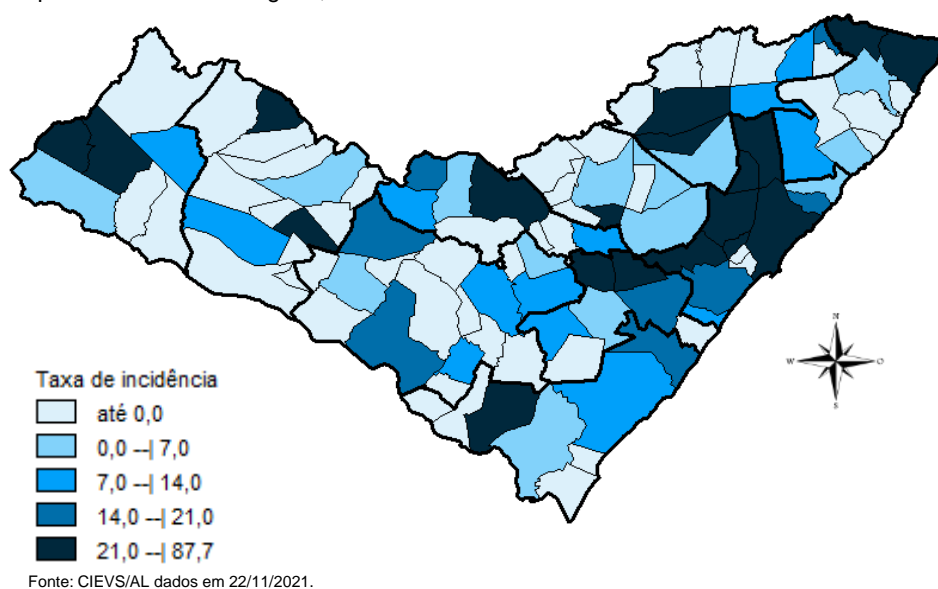 N
W
O
S
Taxa de incidência
até 0,0
0,0 --| 7,0
7,0 --| 14,0
14,0 --| 21,0
21,0 --| 87,7
Fonte: CIEVS/AL dados em 22/11/2021.